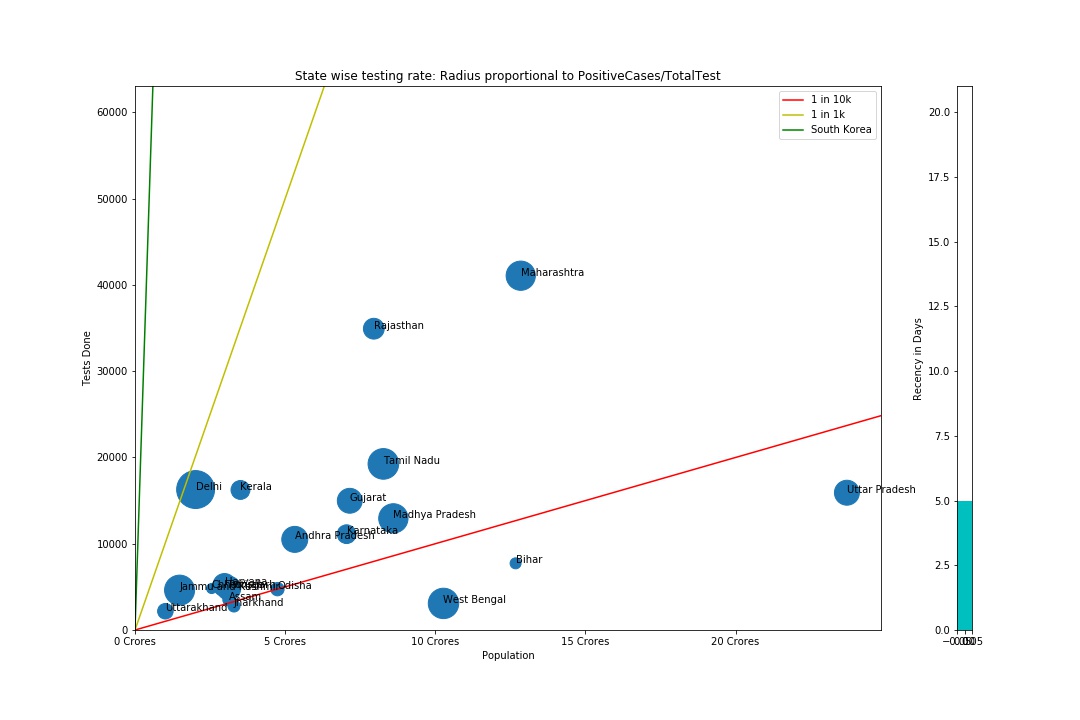 State wise testing rate: Radius proportional to PositiveCases/TotalTest
1 in 10k
1 in 1k
South Korea
60000
50000
40000
30000
20000
10000
0
Tests Done
Maharashtra
Rajasthan
Tamil Nadu
Delhi
Kerala
Uttar Pradesh
Gujarat
Madhya Pradesh
Karnataka
Andhra Pradesh
Bihar
Haryana
Jammu and Kashmir
Odisha
Assam
Jharkhand
West Bengal
Uttarakhand
0 Crores
5 Crores
10 Crores
15 Crores
20 Crores
Population
20.0
17.5
15.0
12.5
10.0
7.5
5.0
2.5
0.0
Recency in Days